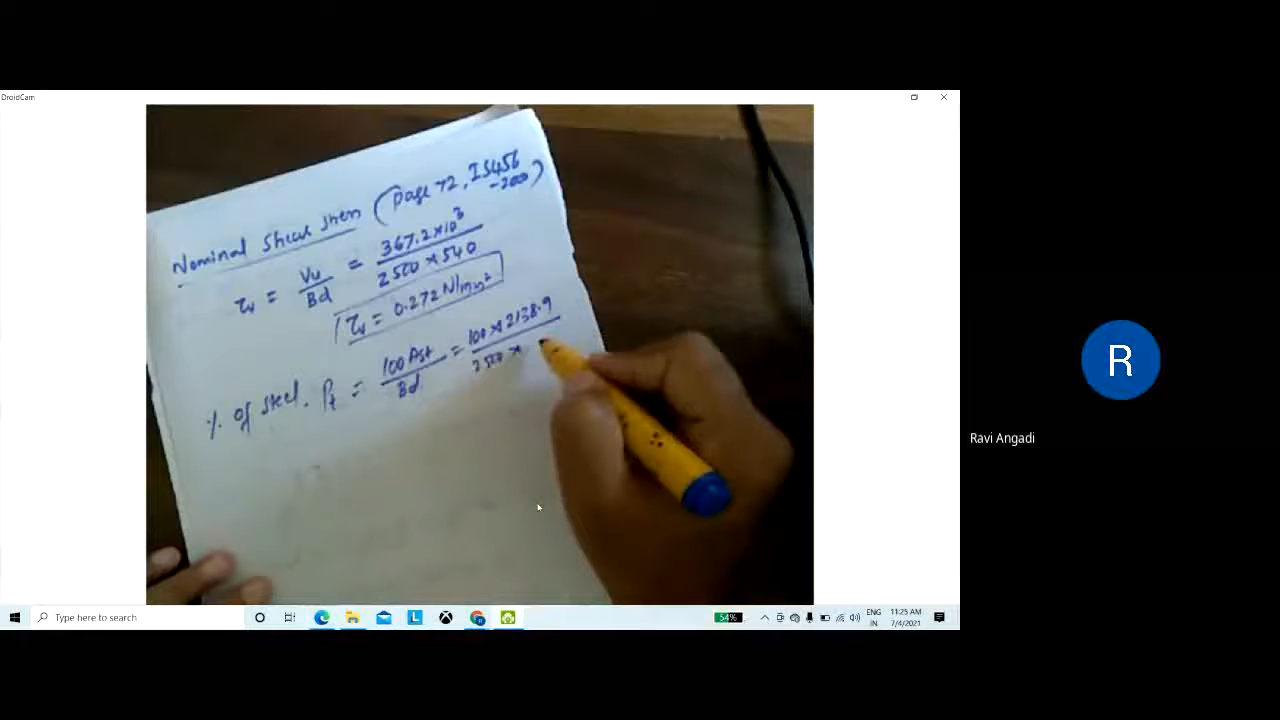 DroidCam
Nominal Shear stress (Page 72, IS456
-2000)
τv = Vu/Bd = 367.2×10³/2500×540
τv = 0.272 N/mm²
% of steel. Pt = 100Ast/Bd = 100×2138.9/2500×
R
Ravi Angadi
Type here to search
54%
ENG
IN
11:25 AM
7/4/2021